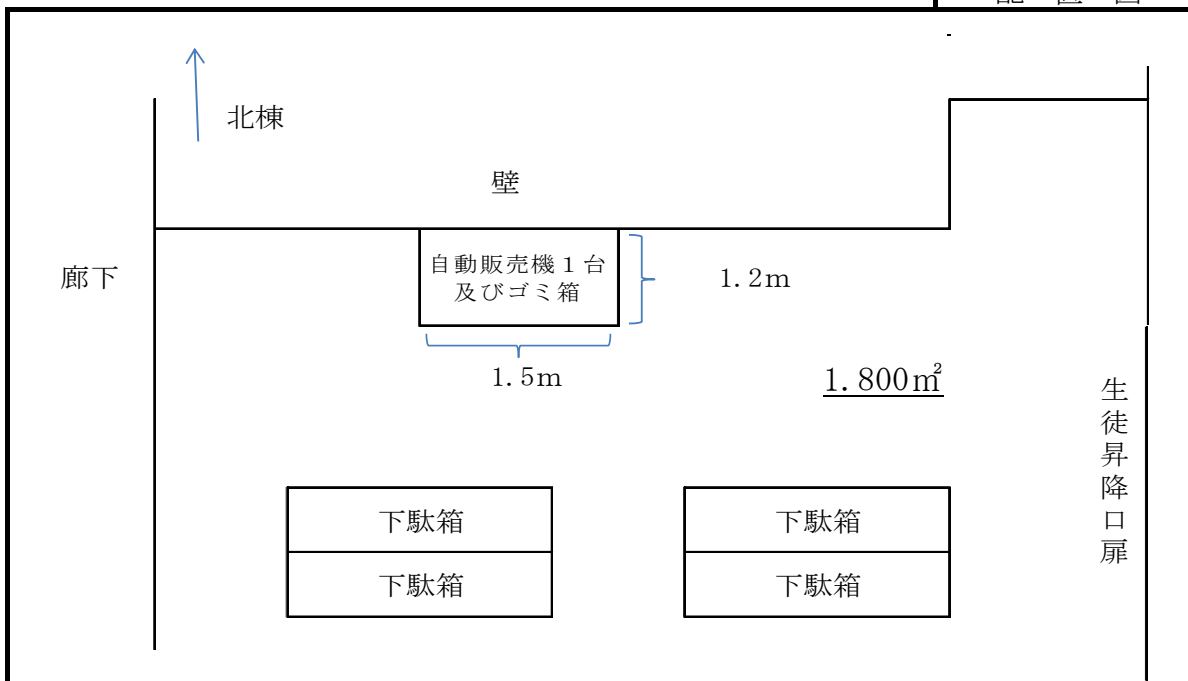 北棟
壁
廊下
自動販売機１台
及びゴミ箱
1.2m
1.5m
1.800㎡
生徒昇降口扉
下駄箱
下駄箱
下駄箱
下駄箱